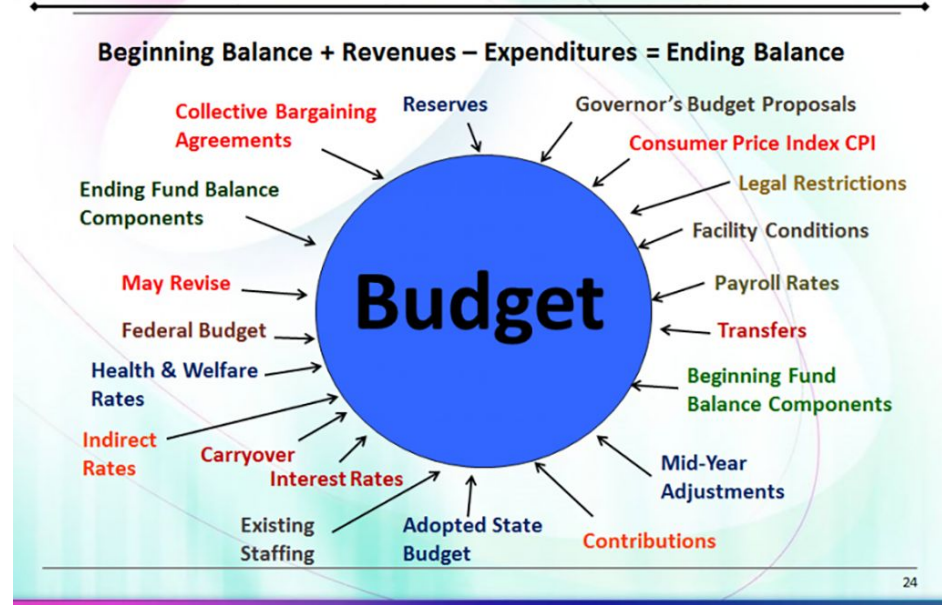 Beginning Balance + Revenues – Expenditures = Ending Balance
Collective Bargaining
Agreements
Reserves
Governor's Budget Proposals
Consumer Price Index CPI
Legal Restrictions
Ending Fund Balance
Components
Facility Conditions
May Revise
Budget
Payroll Rates
Federal Budget
Transfers
Health & Welfare
Rates
Beginning Fund
Balance Components
Indirect
Rates
Carryover
Interest Rates
Mid-Year
Adjustments
Existing
Staffing
Adopted State
Budget
Contributions
24